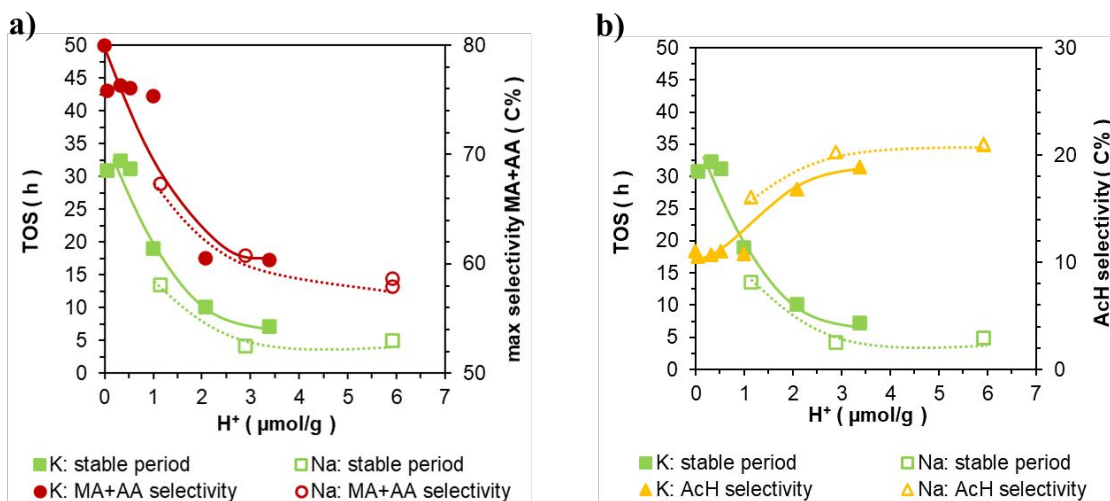 a)
TOS ( h )
50
45
40
35
30
25
20
15
10
5
0
80
70
60
50
max selectivity MA+AA ( C% )
0 1 2 3 4 5 6 7
H⁺ ( µmol/g )
K: stable period Na: stable period
K: MA+AA selectivity Na: MA+AA selectivity
b)
TOS ( h )
50
45
40
35
30
25
20
15
10
5
0
30
20
10
0
AcH selectivity ( C% )
0 1 2 3 4 5 6 7
H⁺ ( µmol/g )
K: stable period Na: stable period
K: AcH selectivity Na: AcH selectivity